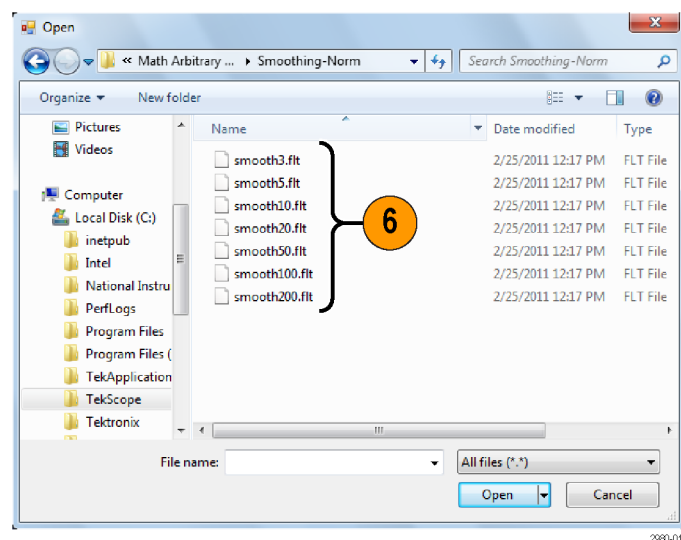 Open
« Math Arbitrary ... Smoothing-Norm
Search Smoothing-Norm
Organize
New folder
Pictures
Videos
Computer
Local Disk (C:)
inetpub
Intel
National Instru
PerfLogs
Program Files
Program Files (
TekApplication
TekScope
Tektronix
Name
Date modified
Type
smooth3.flt 2/25/2011 12:17 PM FLT File
smooth5.flt 2/25/2011 12:17 PM FLT File
smooth10.flt 2/25/2011 12:17 PM FLT File
smooth20.flt 2/25/2011 12:17 PM FLT File
smooth50.flt 2/25/2011 12:17 PM FLT File
smooth100.flt 2/25/2011 12:17 PM FLT File
smooth200.flt 2/25/2011 12:17 PM FLT File
6
File name:
All files (*.*)
Open
Cancel